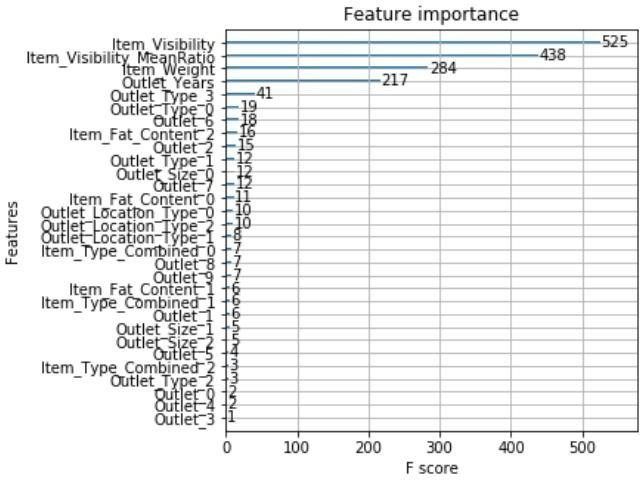 Feature importance
Item_Visibility 525
Item_Visibility_MeanRatio 438
Item_Weight 284
Outlet_Years 217
Outlet_Type_3 41
Outlet_Type_0 19
Outlet_6 18
Item_Fat_Content_2 16
Outlet_2 15
Outlet_Type_1 12
Outlet_Size_0 12
Outlet_7 12
Item_Fat_Content_0 11
Outlet_Location_Type_0 10
Outlet_Location_Type_2 10
Outlet_Location_Type_1 8
Item_Type_Combined_0 7
Outlet_8 7
Outlet_9 7
Item_Fat_Content_1 6
Item_Type_Combined_1 6
Outlet_1 6
Outlet_Size_1 5
Outlet_Size_2 5
Outlet_5 4
Item_Type_Combined_2 3
Outlet_Type_2 3
Outlet_0 2
Outlet_4 2
Outlet_3 1
Features
0 100 200 300 400 500
F score